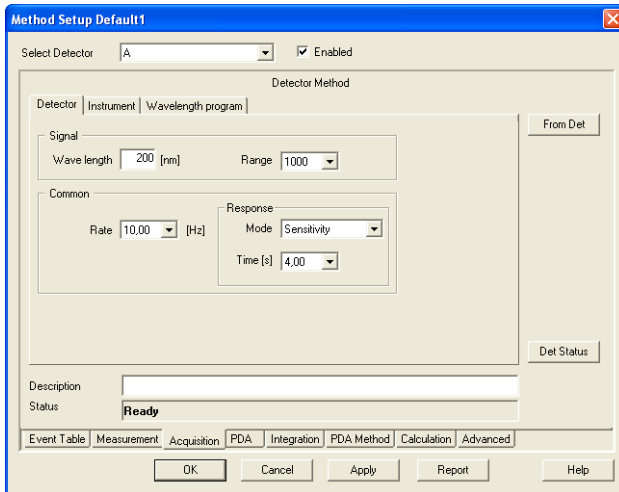 Method Setup Default1
Select Detector A Enabled
Detector Method
Detector Instrument Wavelength program
From Det
Signal
Wave length 200 [nm] Range 1000
Common
Response
Rate 10,00 [Hz] Mode Sensitivity
Time [s] 4,00
Det Status
Description
Status Ready
Event Table Measurement Acquisition PDA Integration PDA Method Calculation Advanced
OK Cancel Apply Report Help